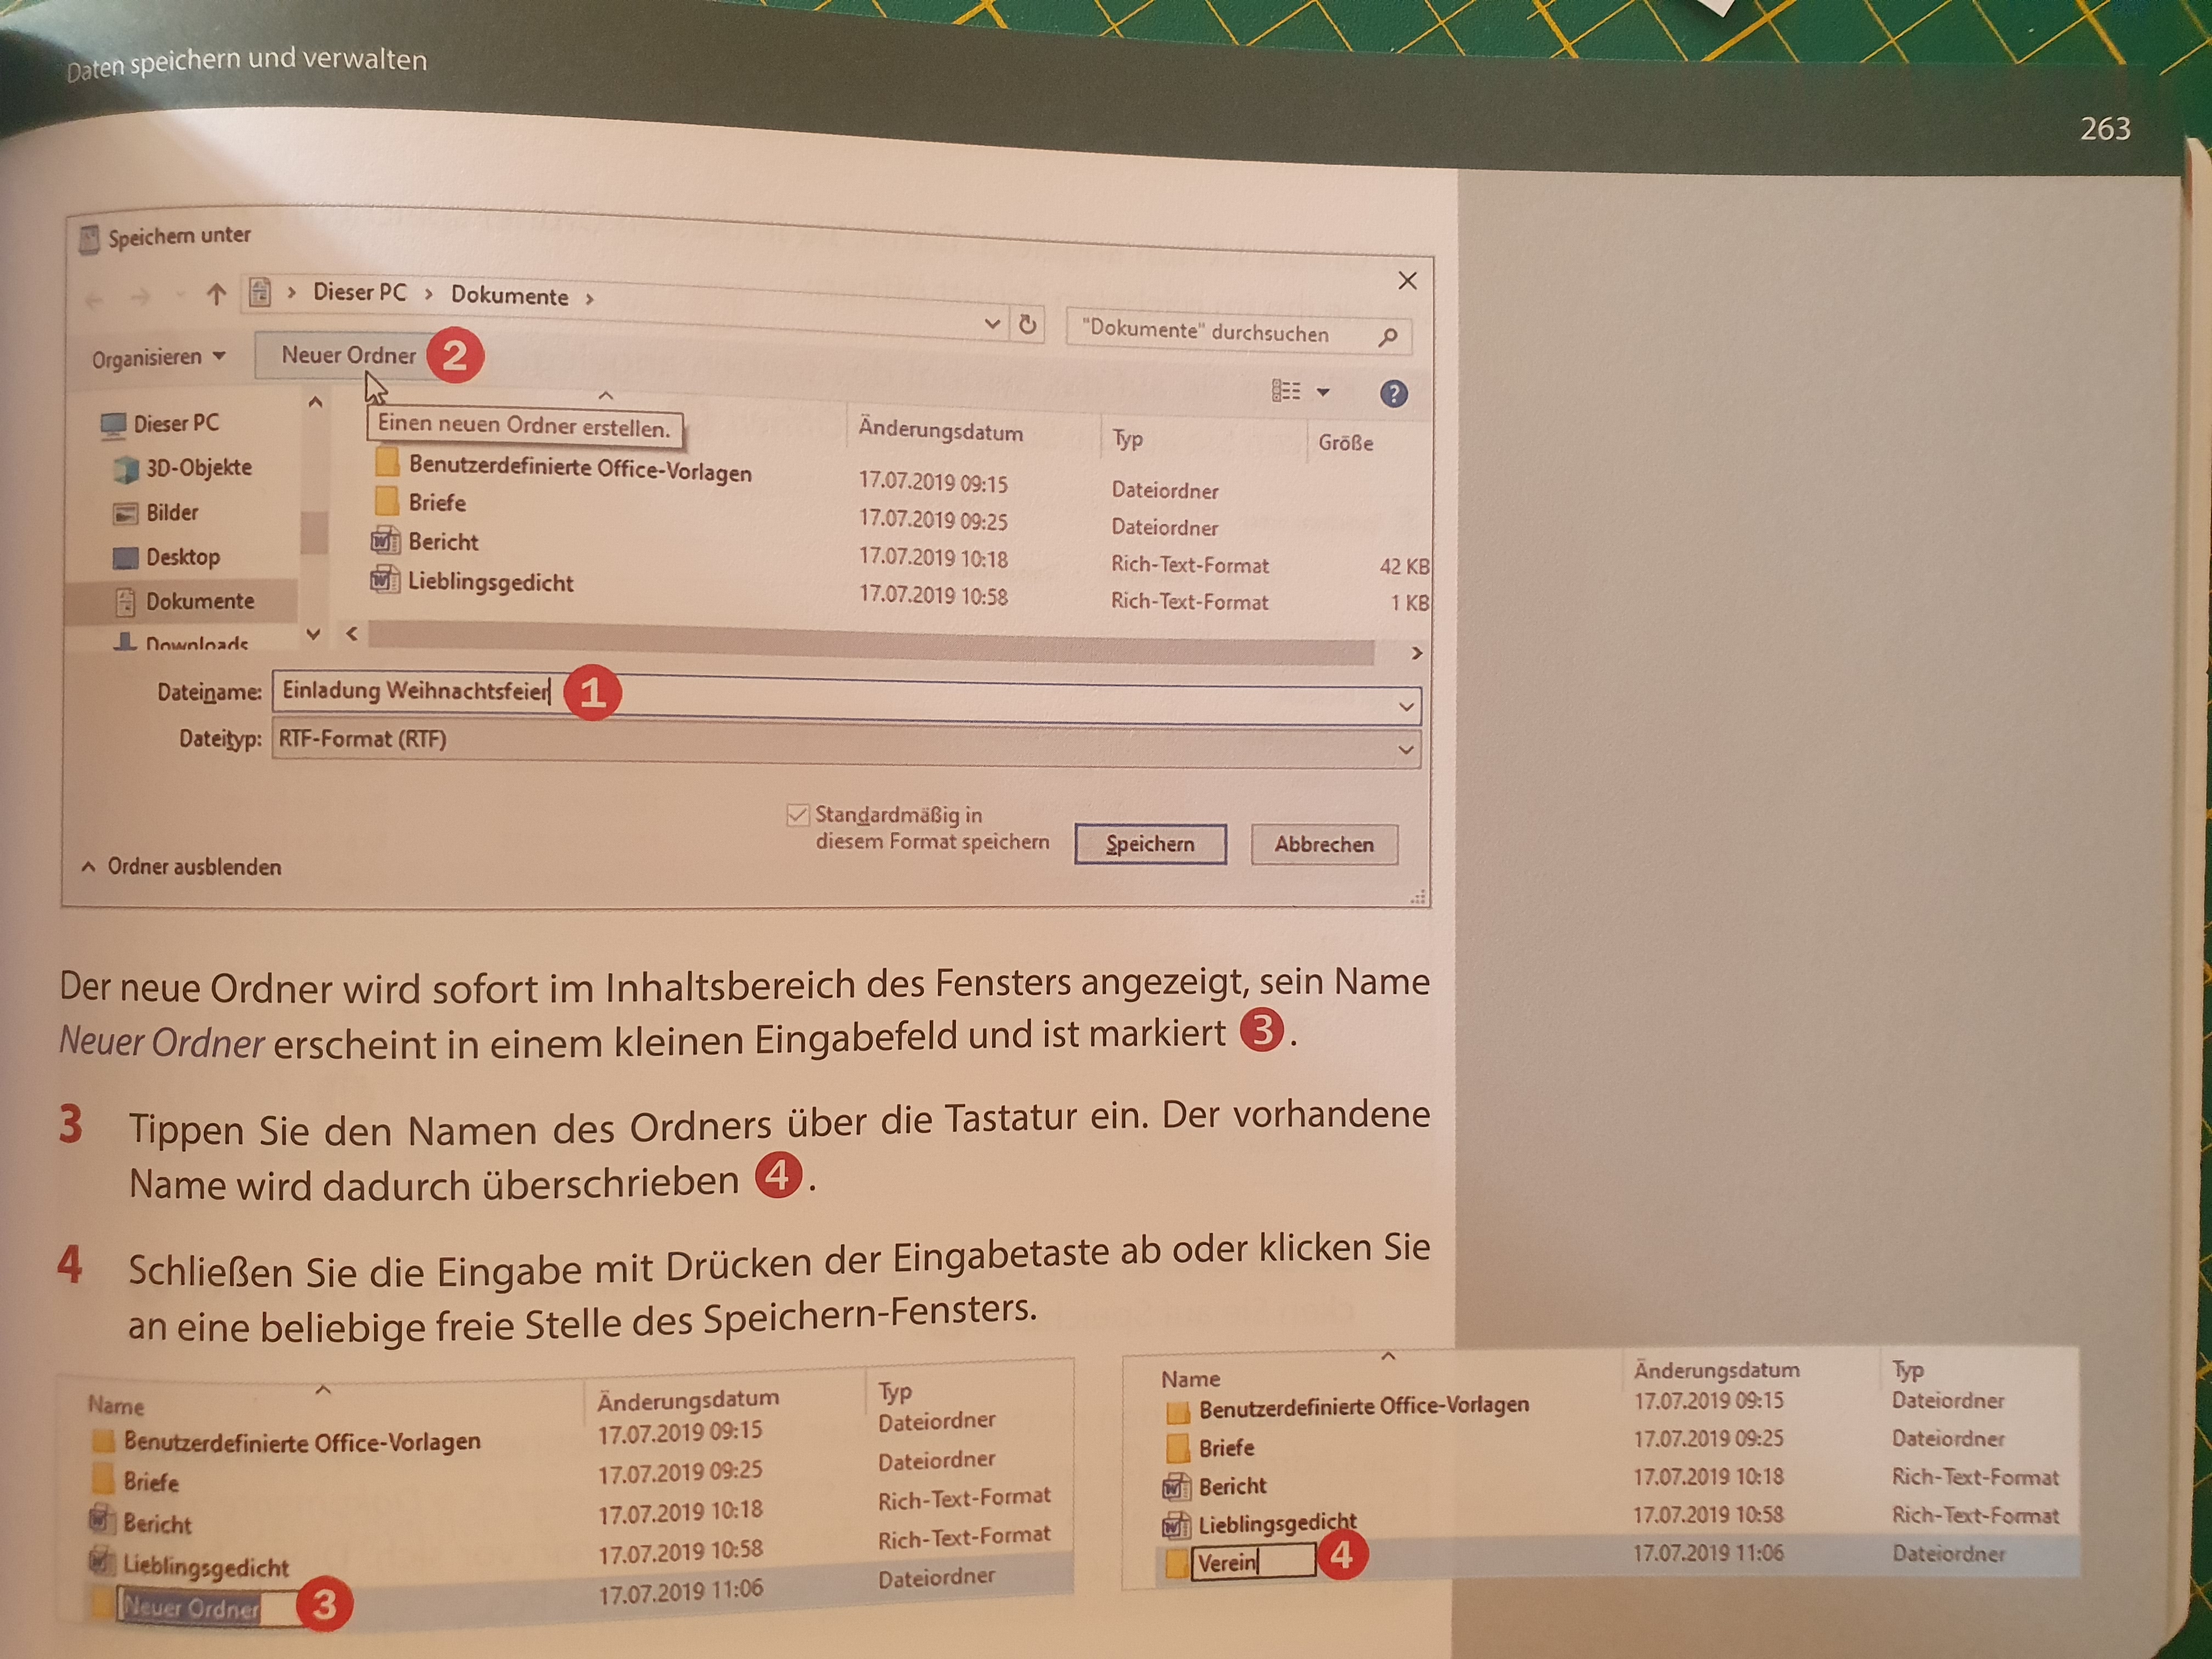 Daten speichern und verwalten
263
Speichern unter
Dieser PC > Dokumente >
"Dokumente" durchsuchen
Organisieren Neuer Ordner 2
Einen neuen Ordner erstellen.
Änderungsdatum Typ Größe
Dieser PC
3D-Objekte
Bilder
Desktop
Dokumente
Downloads
Benutzerdefinierte Office-Vorlagen 17.07.2019 09:15 Dateiordner
Briefe 17.07.2019 09:25 Dateiordner
Bericht 17.07.2019 10:18 Rich-Text-Format 42 KB
Lieblingsgedicht 17.07.2019 10:58 Rich-Text-Format 1 KB
Dateiname: Einladung Weihnachtsfeier 1
Dateityp: RTF-Format (RTF)
Standardmäßig in
diesem Format speichern
Speichern Abbrechen
Ordner ausblenden
Der neue Ordner wird sofort im Inhaltsbereich des Fensters angezeigt, sein Name
Neuer Ordner erscheint in einem kleinen Eingabefeld und ist markiert 3.
3 Tippen Sie den Namen des Ordners über die Tastatur ein. Der vorhandene
Name wird dadurch überschrieben 4.
4 Schließen Sie die Eingabe mit Drücken der Eingabetaste ab oder klicken Sie
an eine beliebige freie Stelle des Speichern-Fensters.
Name Änderungsdatum Typ
Benutzerdefinierte Office-Vorlagen 17.07.2019 09:15 Dateiordner
Briefe 17.07.2019 09:25 Dateiordner
Bericht 17.07.2019 10:18 Rich-Text-Format
Lieblingsgedicht 17.07.2019 10:58 Rich-Text-Format
Neuer Ordner 3 17.07.2019 11:06 Dateiordner
Name Änderungsdatum Typ
Benutzerdefinierte Office-Vorlagen 17.07.2019 09:15 Dateiordner
Briefe 17.07.2019 09:25 Dateiordner
Bericht 17.07.2019 10:18 Rich-Text-Format
Lieblingsgedicht 17.07.2019 10:58 Rich-Text-Format
Verein 4 17.07.2019 11:06 Dateiordner